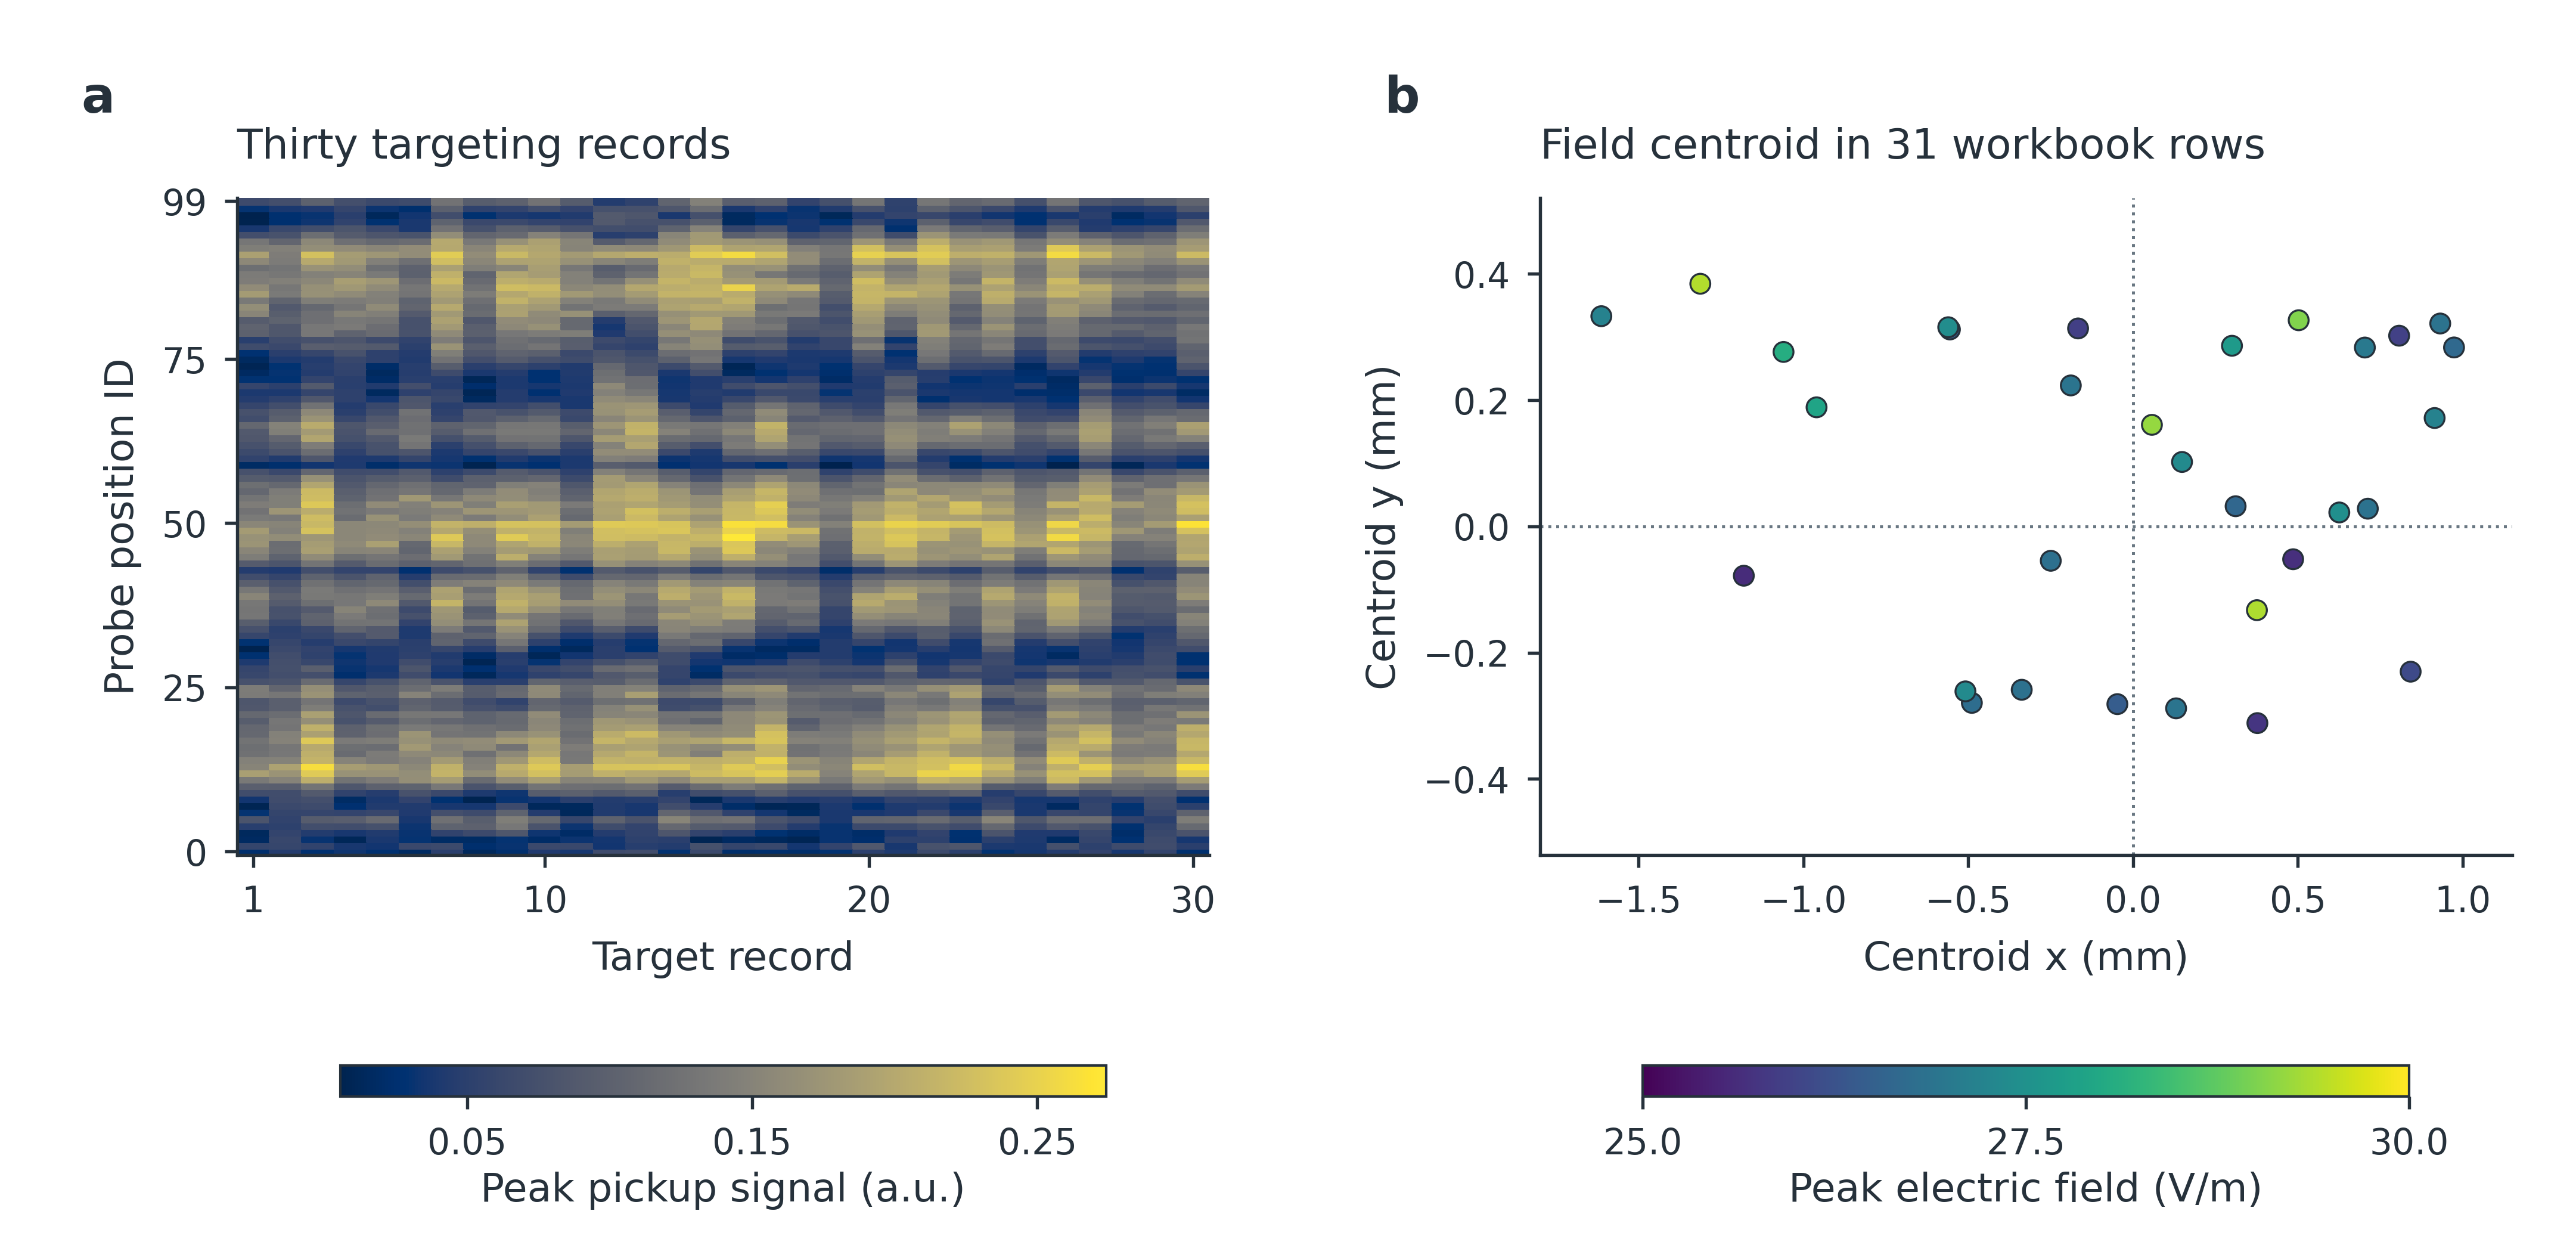 a
Thirty targeting records
99
75
50
25
0
Probe position ID
1 10 20 30
Target record
0.05 0.15 0.25
Peak pickup signal (a.u.)
b
Field centroid in 31 workbook rows
0.4
0.2
0.0
−0.2
−0.4
Centroid y (mm)
−1.5 −1.0 −0.5 0.0 0.5 1.0
Centroid x (mm)
25.0 27.5 30.0
Peak electric field (V/m)